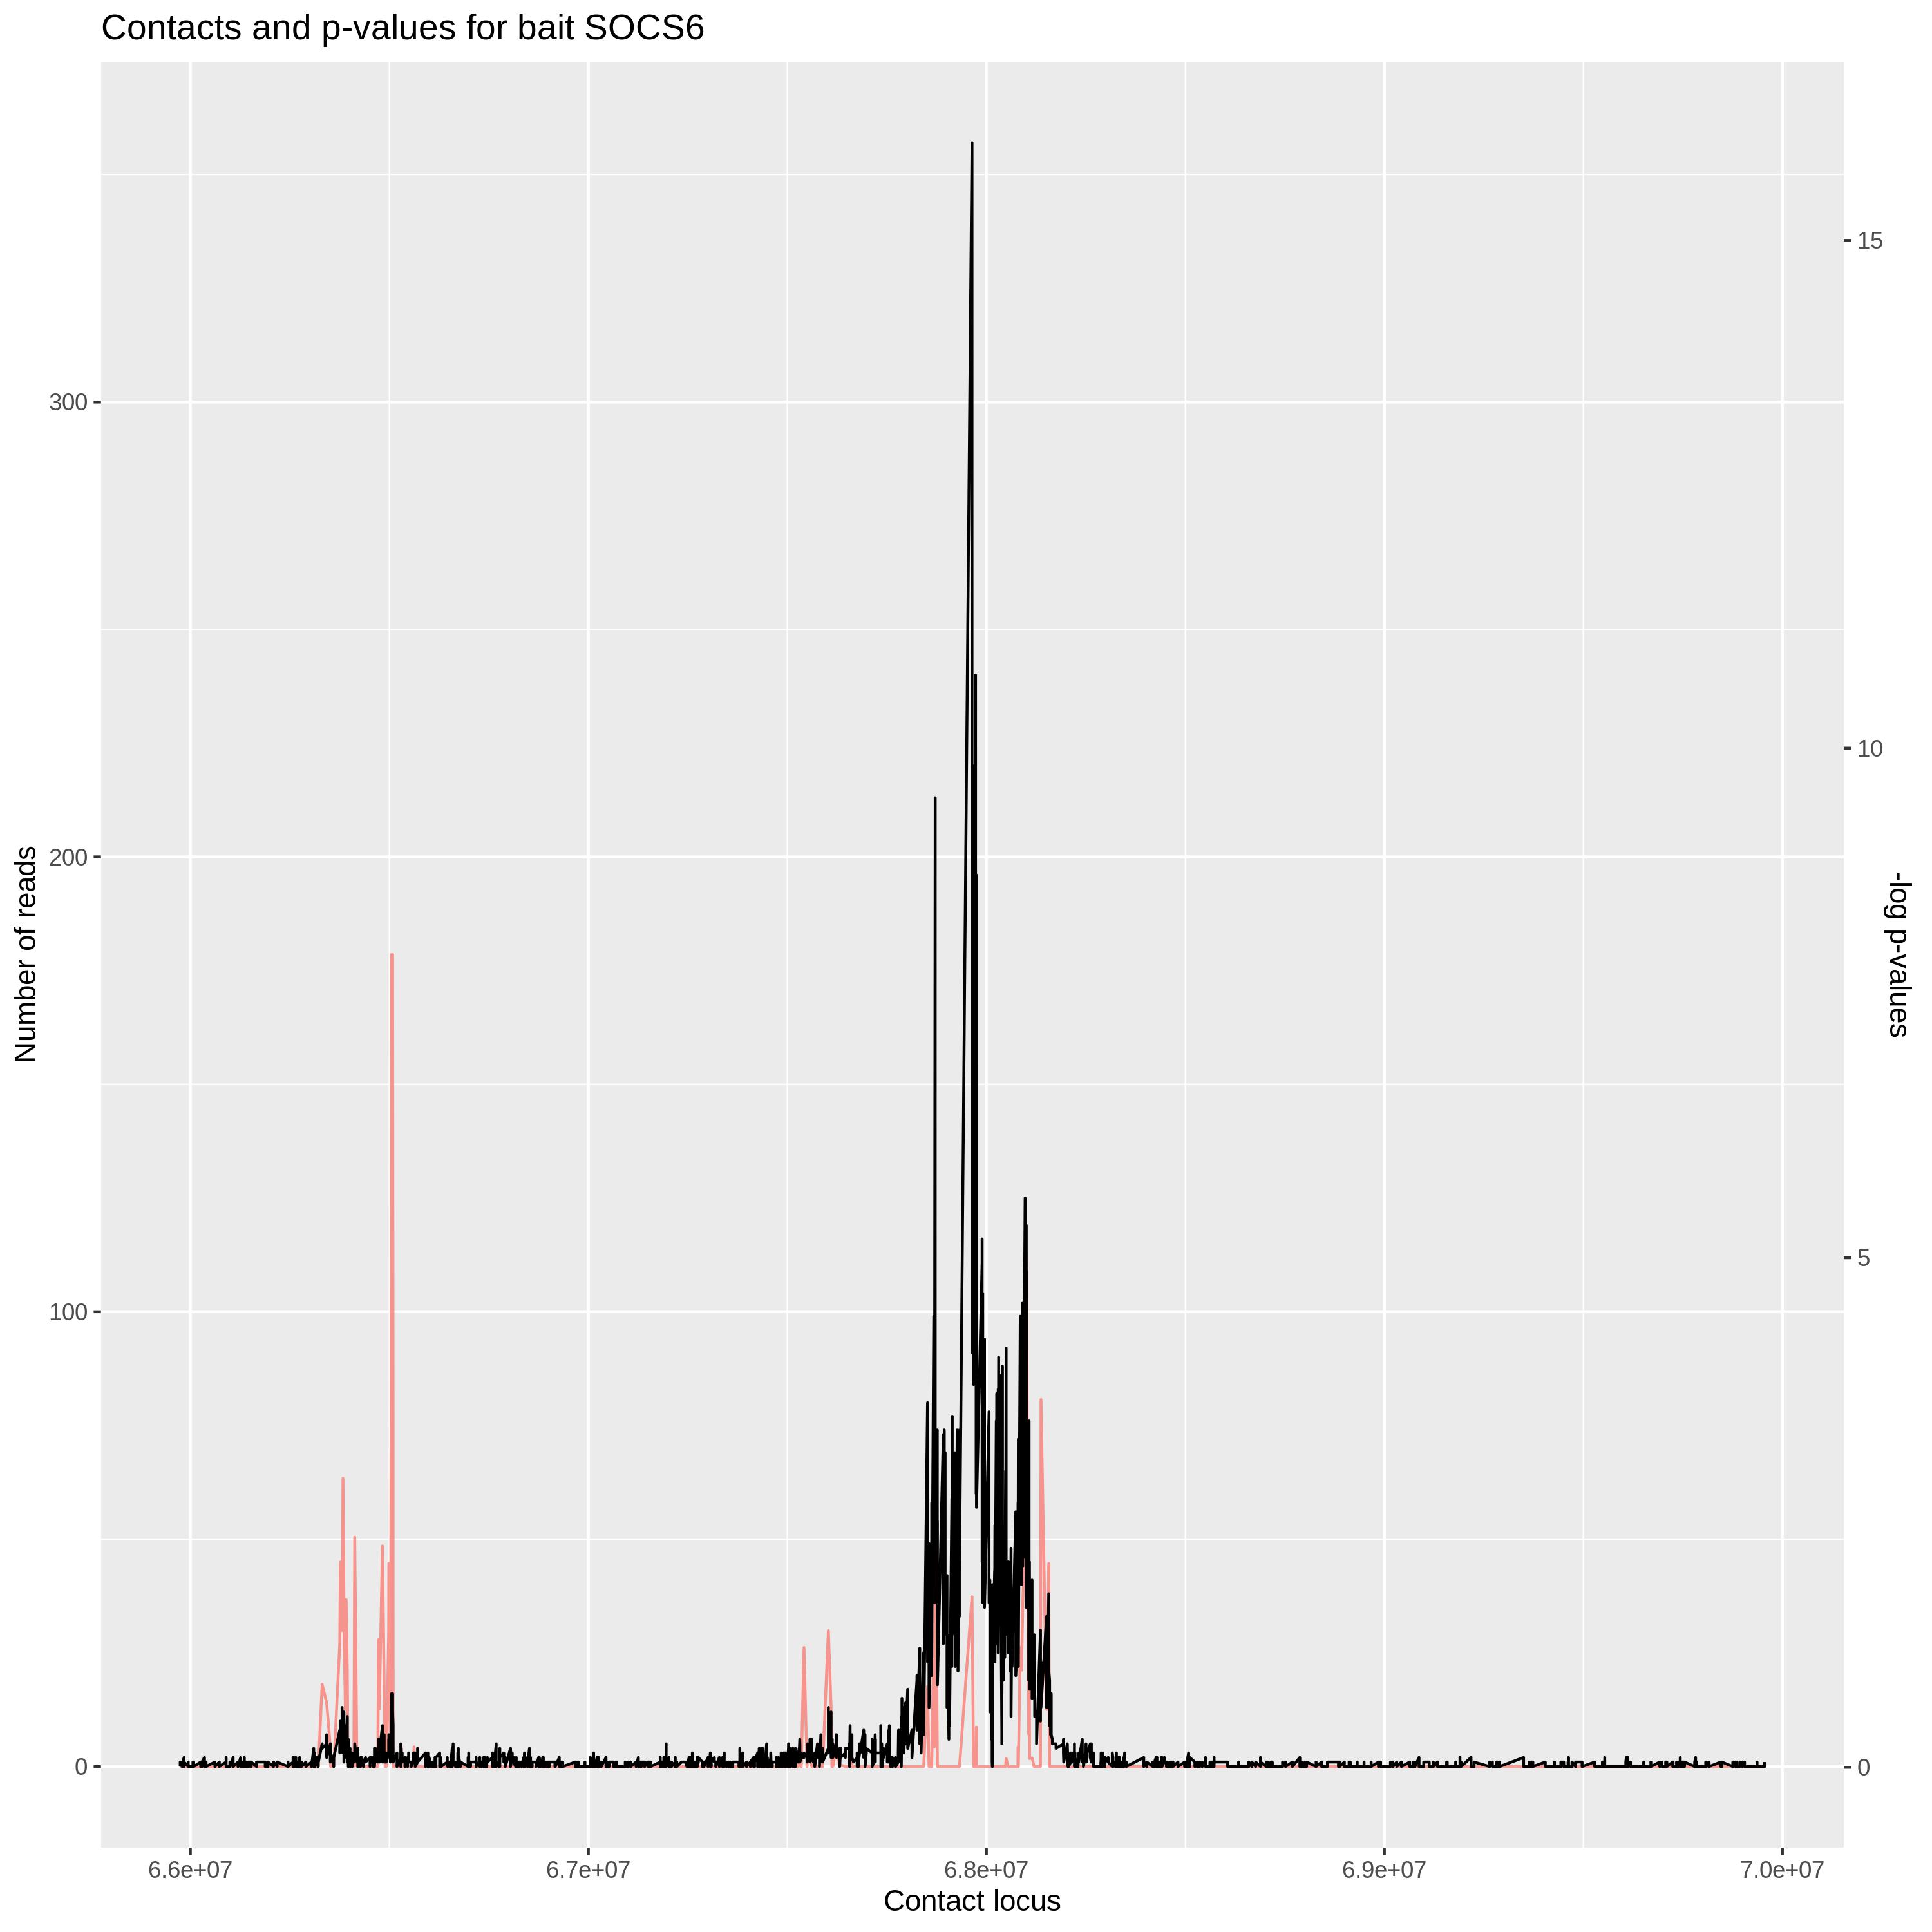 Contacts and p-values for bait SOCS6
Number of reads
300
200
100
0
15
10
5
0
-log p-values
6.6e+07
6.7e+07
6.8e+07
6.9e+07
7.0e+07
Contact locus